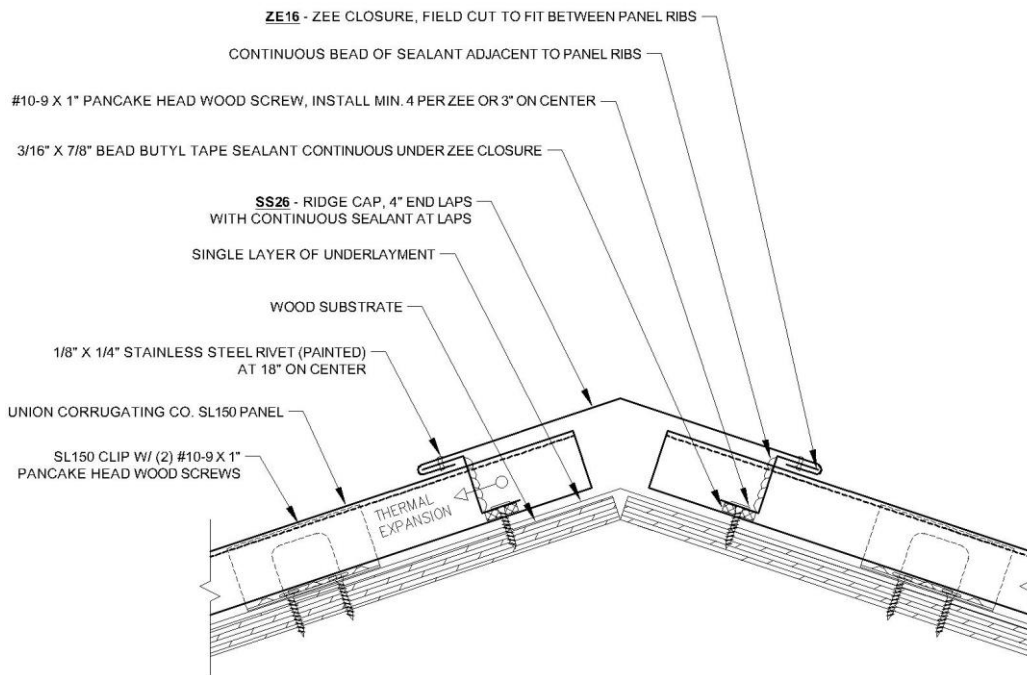 ZE16 - ZEE CLOSURE, FIELD CUT TO FIT BETWEEN PANEL RIBS
CONTINUOUS BEAD OF SEALANT ADJACENT TO PANEL RIBS
#10-9 X 1" PANCAKE HEAD WOOD SCREW, INSTALL MIN. 4 PER ZEE OR 3" ON CENTER
3/16" X 7/8" BEAD BUTYL TAPE SEALANT CONTINUOUS UNDER ZEE CLOSURE
SS26 - RIDGE CAP, 4" END LAPS
WITH CONTINUOUS SEALANT AT LAPS
SINGLE LAYER OF UNDERLAYMENT
WOOD SUBSTRATE
1/8" X 1/4" STAINLESS STEEL RIVET (PAINTED)
AT 18" ON CENTER
UNION CORRUGATING CO. SL150 PANEL
SL150 CLIP W/ (2) #10-9 X 1"
PANCAKE HEAD WOOD SCREWS
THERMAL
EXPANSION